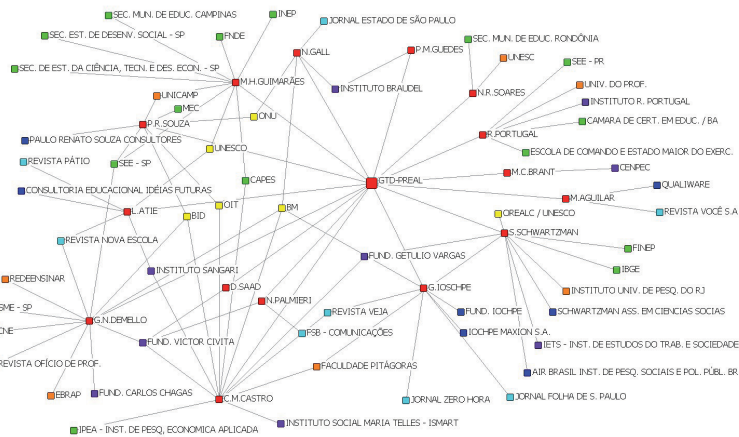 SEC. MUN. DE EDUC. CAMPINAS
INEP
JORNAL ESTADO DE SÃO PAULO
SEC. EST. DE DESENV. SOCIAL - SP
FNDE
SEC. MUN. DE EDUC. RONDÔNIA
N.GALL
P.M.GUEDES
UNESC
SEE - PR
SEC. DE EST. DA CIÊNCIA, TECN. E DES. ECON. - SP
M.H.GUIMARÃES
INSTITUTO BRAUDEL
N.R.SOARES
UNIV. DO PROF.
UNICAMP
INSTITUTO R. PORTUGAL
MEC
ONU
P.R.SOUZA
CAMARA DE CERT. EM EDUC. / BA
R.PORTUGAL
PAULO RENATO SOUZA CONSULTORES
UNESCO
ESCOLA DE COMANDO E ESTADO MAIOR DO EXERC.
REVISTA PÁTIO
SEE - SP
CENPEC
M.C.BRANT
CAPES
GTD-PREAL
QUALIWARE
CONSULTORIA EDUCACIONAL IDÉIAS FUTURAS
M.AGUILAR
OIT
BM
L.ATIE
BID
REVISTA VOCÊ S.A
OREALC / UNESCO
S.SCHWARTZMAN
REVISTA NOVA ESCOLA
FINEP
FUND. GETULIO VARGAS
INSTITUTO SANGARI
IBGE
REDEENSINAR
D.SAAD
G.IOSCHPE
INSTITUTO UNIV. DE PESQ. DO RJ
SME - SP
N.PALMIERI
REVISTA VEJA
FUND. IOCHPE
SCHWARTZMAN ASS. EM CIENCIAS SOCIAS
G.N.DEMELLO
CNE
FSB - COMUNICAÇÕES
IOCHPE MAXION S.A.
FUND. VICTOR CIVITA
IETS - INST. DE ESTUDOS DO TRAB. E SOCIEDADE
REVISTA OFÍCIO DE PROF.
FACULDADE PITÁGORAS
AIR BRASIL INST. DE PESQ. SOCIAIS E POL. PÚBL. BR
EBRAP
FUND. CARLOS CHAGAS
C.M.CASTRO
JORNAL ZERO HORA
JORNAL FOLHA DE S. PAULO
INSTITUTO SOCIAL MARIA TELLES - ISMART
IPEA - INST. DE PESQ, ECONOMICA APLICADA